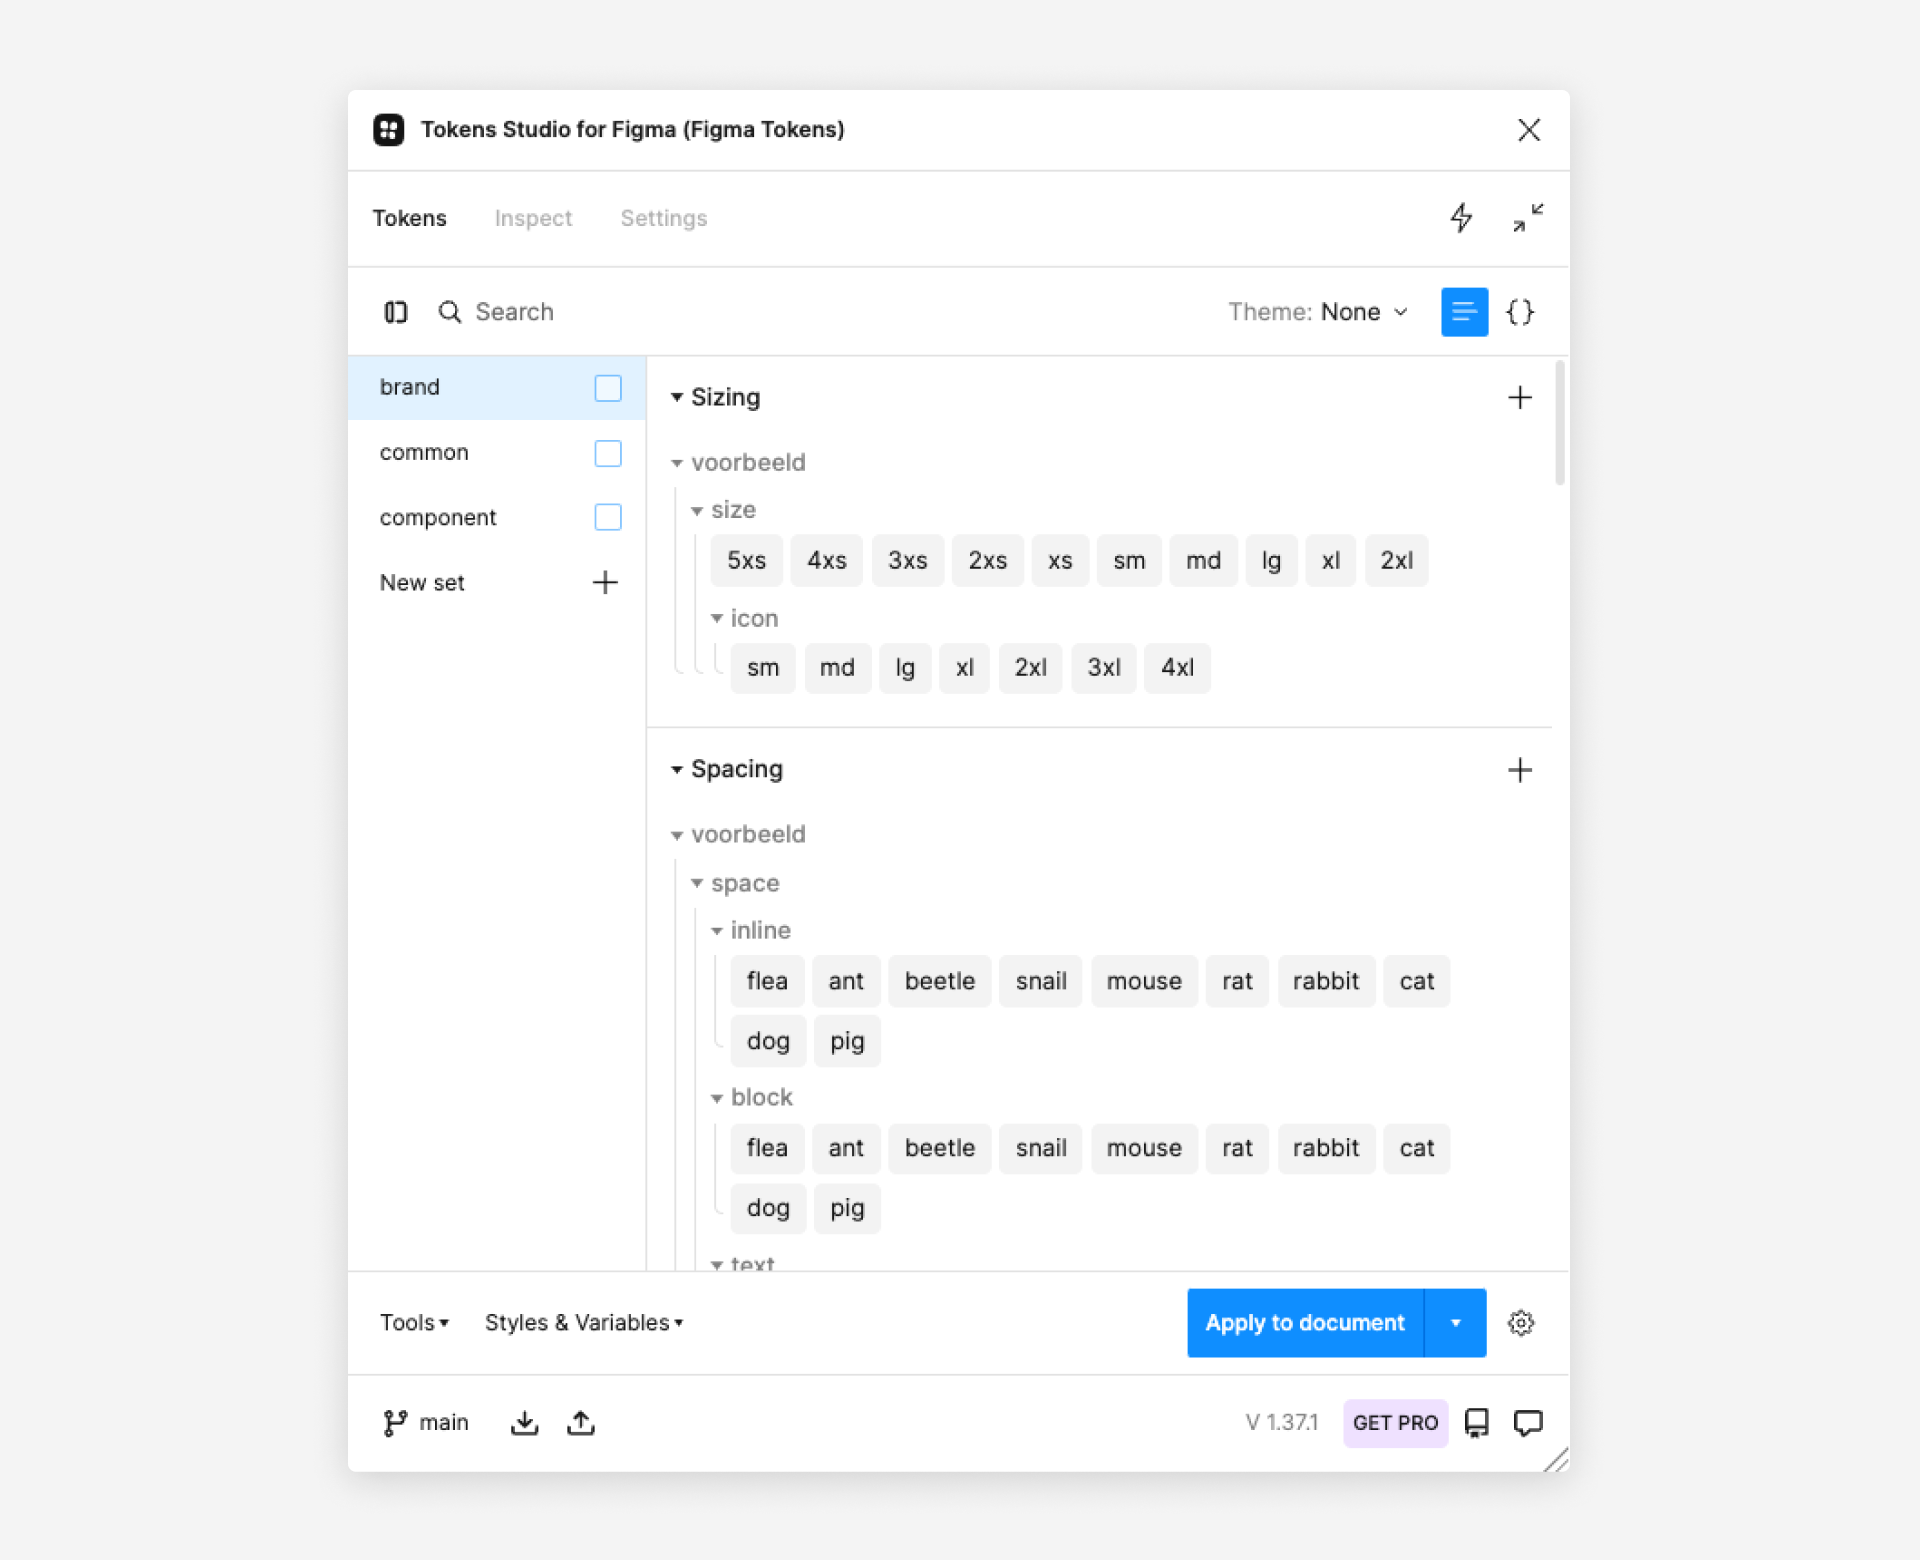 Tokens Studio for Figma (Figma Tokens)
Tokens Inspect Settings
Search Theme: None
brand
common
component
New set
Sizing
voorbeeld
size
5xs 4xs 3xs 2xs xs sm md lg xl 2xl
icon
sm md lg xl 2xl 3xl 4xl
Spacing
voorbeeld
space
inline
flea ant beetle snail mouse rat rabbit cat
dog pig
block
flea ant beetle snail mouse rat rabbit cat
dog pig
text
Tools Styles & Variables Apply to document
main V 1.37.1 GET PRO